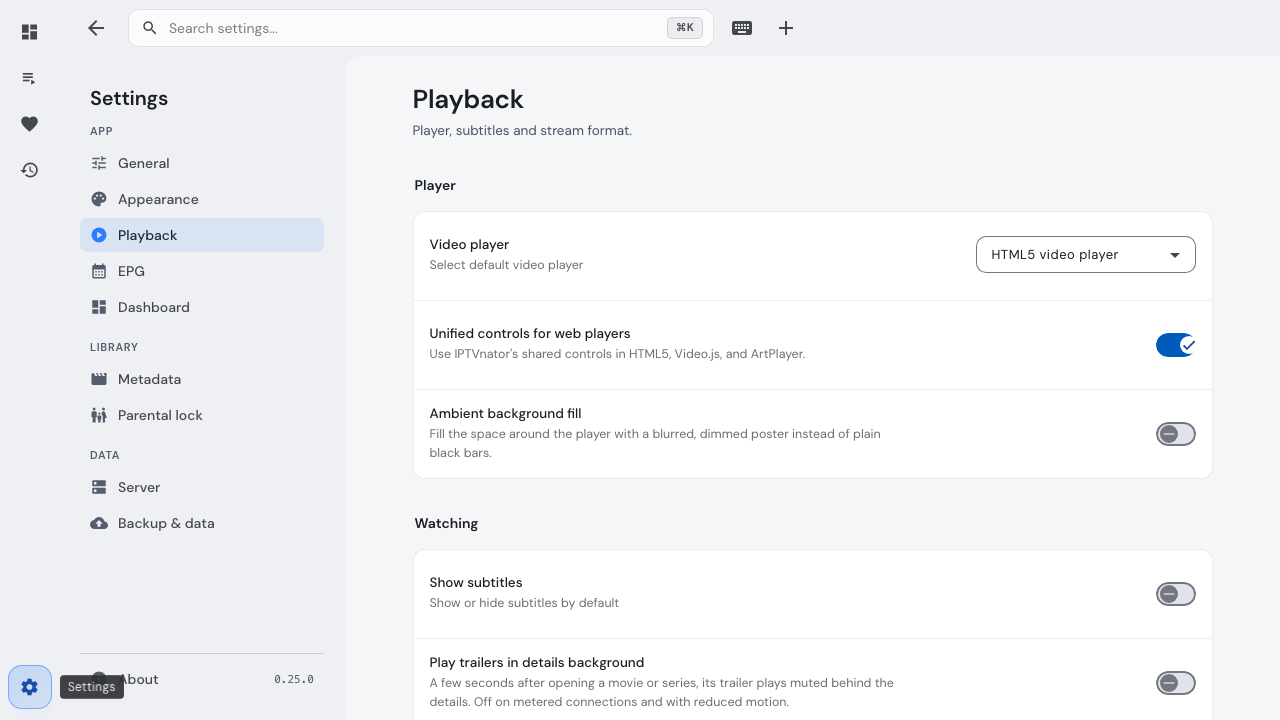 Search settings...
⌘K
Settings
APP
General
Appearance
Playback
EPG
Dashboard
LIBRARY
Metadata
Parental lock
DATA
Server
Backup & data
About
0.25.0
Settings
Playback
Player, subtitles and stream format.
Player
Video player
Select default video player
HTML5 video player
Unified controls for web players
Use IPTVnator's shared controls in HTML5, Video.js, and ArtPlayer.
Ambient background fill
Fill the space around the player with a blurred, dimmed poster instead of plain
black bars.
Watching
Show subtitles
Show or hide subtitles by default
Play trailers in details background
A few seconds after opening a movie or series, its trailer plays muted behind the
details. Off on metered connections and with reduced motion.